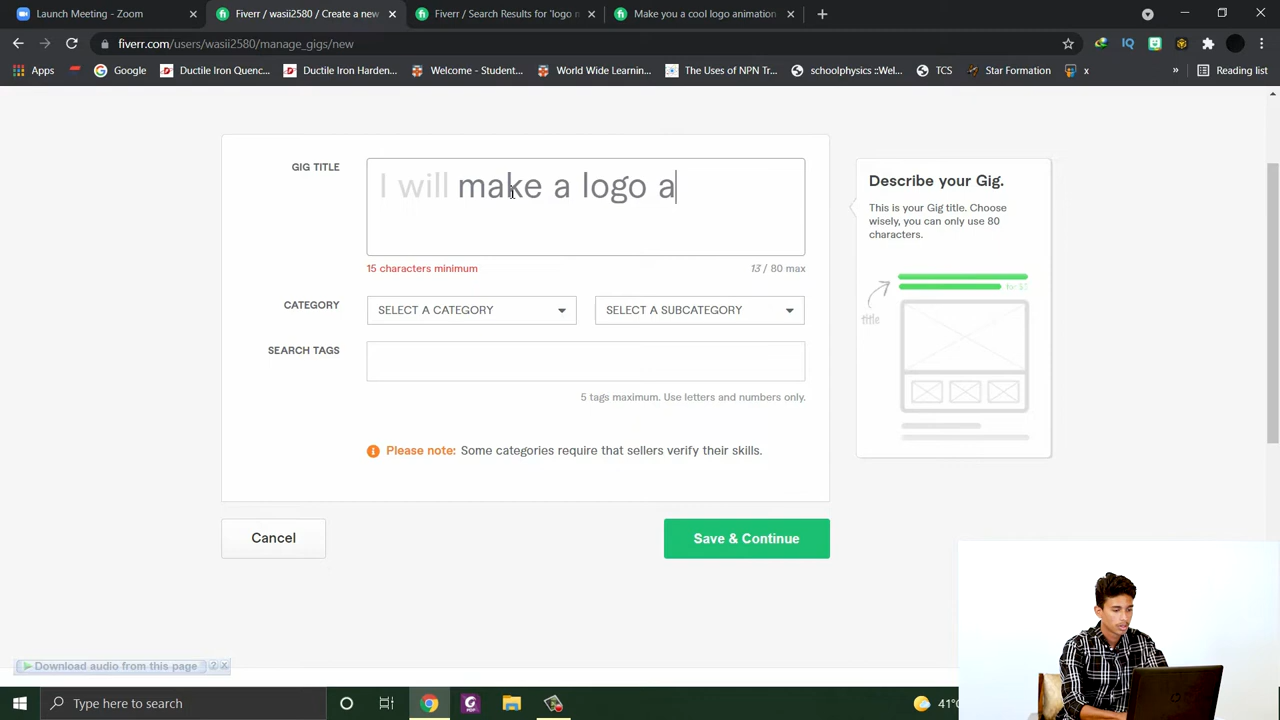 Launch Meeting - Zoom
Fiverr / wasii2580 / Create a new
Fiverr / Search Results for 'logo n
Make you a cool logo animation
fiverr.com/users/wasii2580/manage_gigs/new
Apps
Google
Ductile Iron Quenc...
Ductile Iron Harden...
Welcome - Student...
World Wide Learnin...
The Uses of NPN Tr...
schoolphysics ::Wel...
TCS
Star Formation
x
»
Reading list
GIG TITLE
I will make a logo a
15 characters minimum
13 / 80 max
CATEGORY
SELECT A CATEGORY
SELECT A SUBCATEGORY
SEARCH TAGS
5 tags maximum. Use letters and numbers only.
Please note: Some categories require that sellers verify their skills.
Cancel
Save & Continue
Describe your Gig.
This is your Gig title. Choose
wisely, you can only use 80
characters.
for $5
title
Download audio from this page
Type here to search
41°